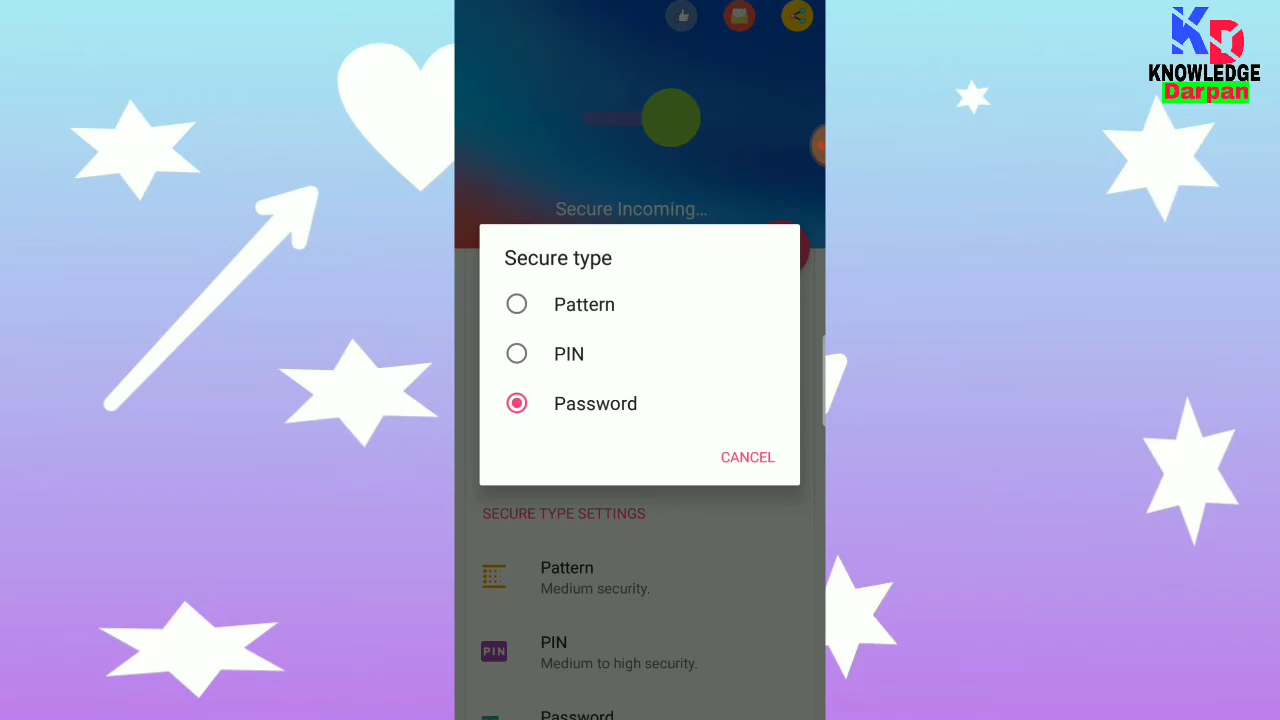 KD
KNOWLEDGE
Darpan
Secure Incoming...
Secure type
Pattern
PIN
Password
CANCEL
SECURE TYPE SETTINGS
Pattern
Medium security.
PIN
PIN
Medium to high security.
Password